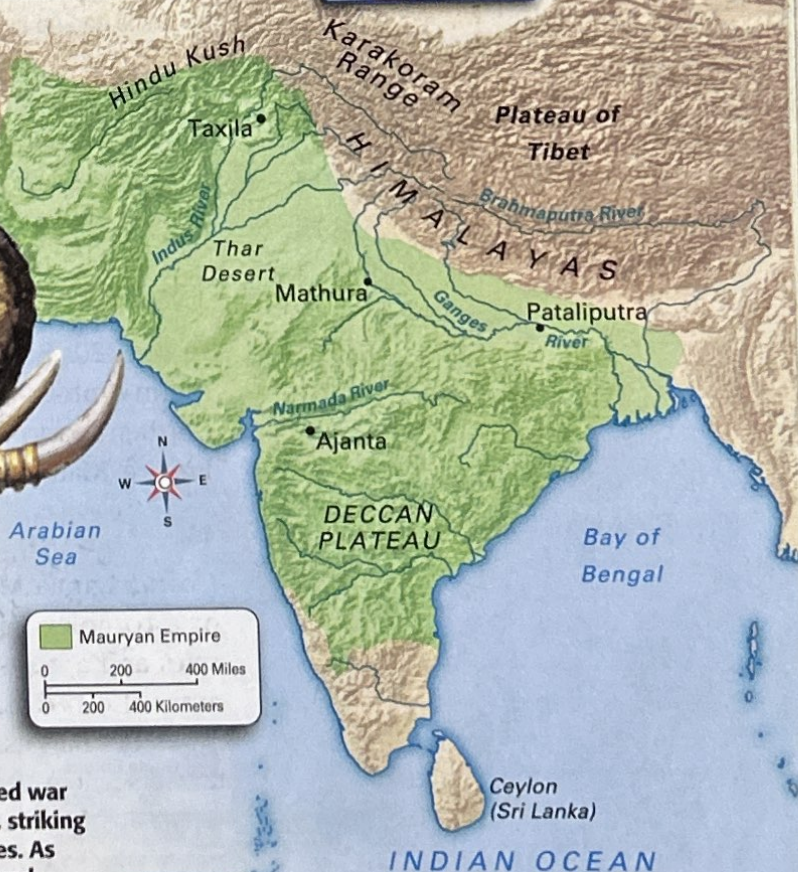 Karakoram
Range
Hindu Kush
Plateau of
Tibet
Taxila
HIMALAYAS
Brahmaputra River
Indus River
Thar
Desert
Mathura
Ganges
River
Pataliputra
Narmada River
Ajanta
N
W
E
S
DECCAN
PLATEAU
Arabian
Sea
Bay of
Bengal
Mauryan Empire
0 200 400 Miles
0 200 400 Kilometers
ed war
striking
es. As
Ceylon
(Sri Lanka)
INDIAN OCEAN